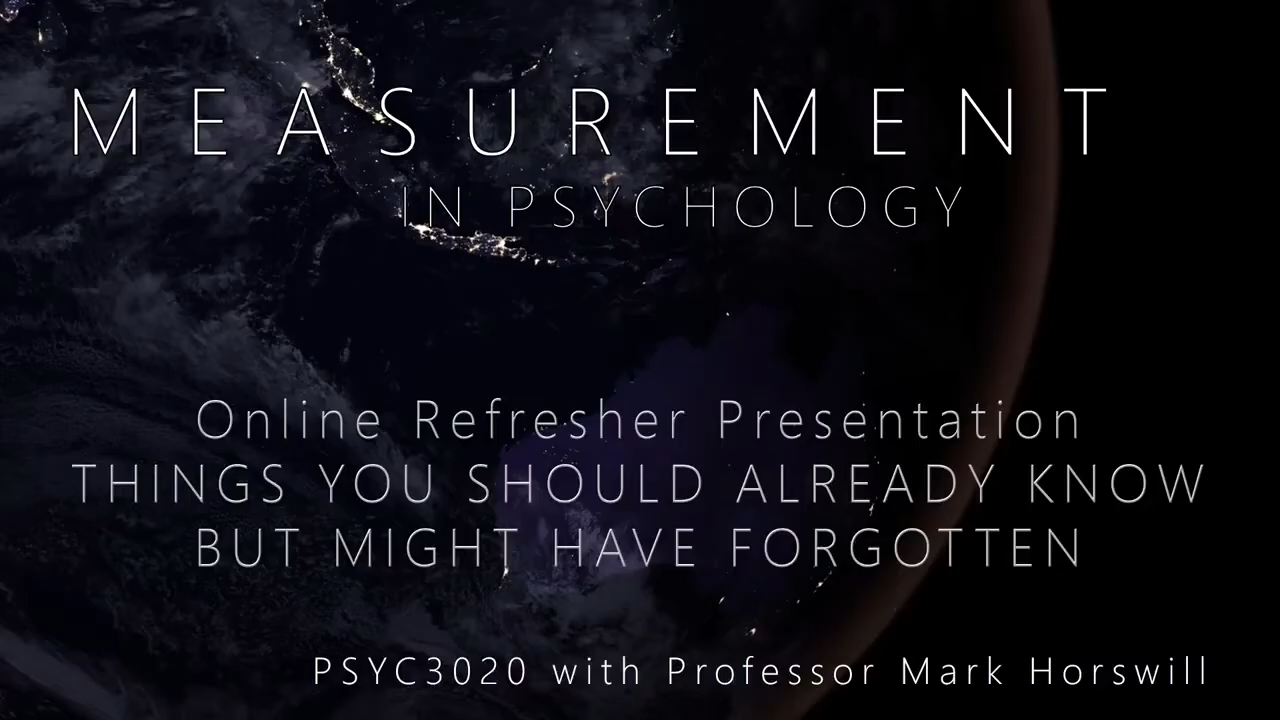 MEASUREMENT
IN PSYCHOLOGY
Online Refresher Presentation
THINGS YOU SHOULD ALREADY KNOW
BUT MIGHT HAVE FORGOTTEN
PSYC3020 with Professor Mark Horswill